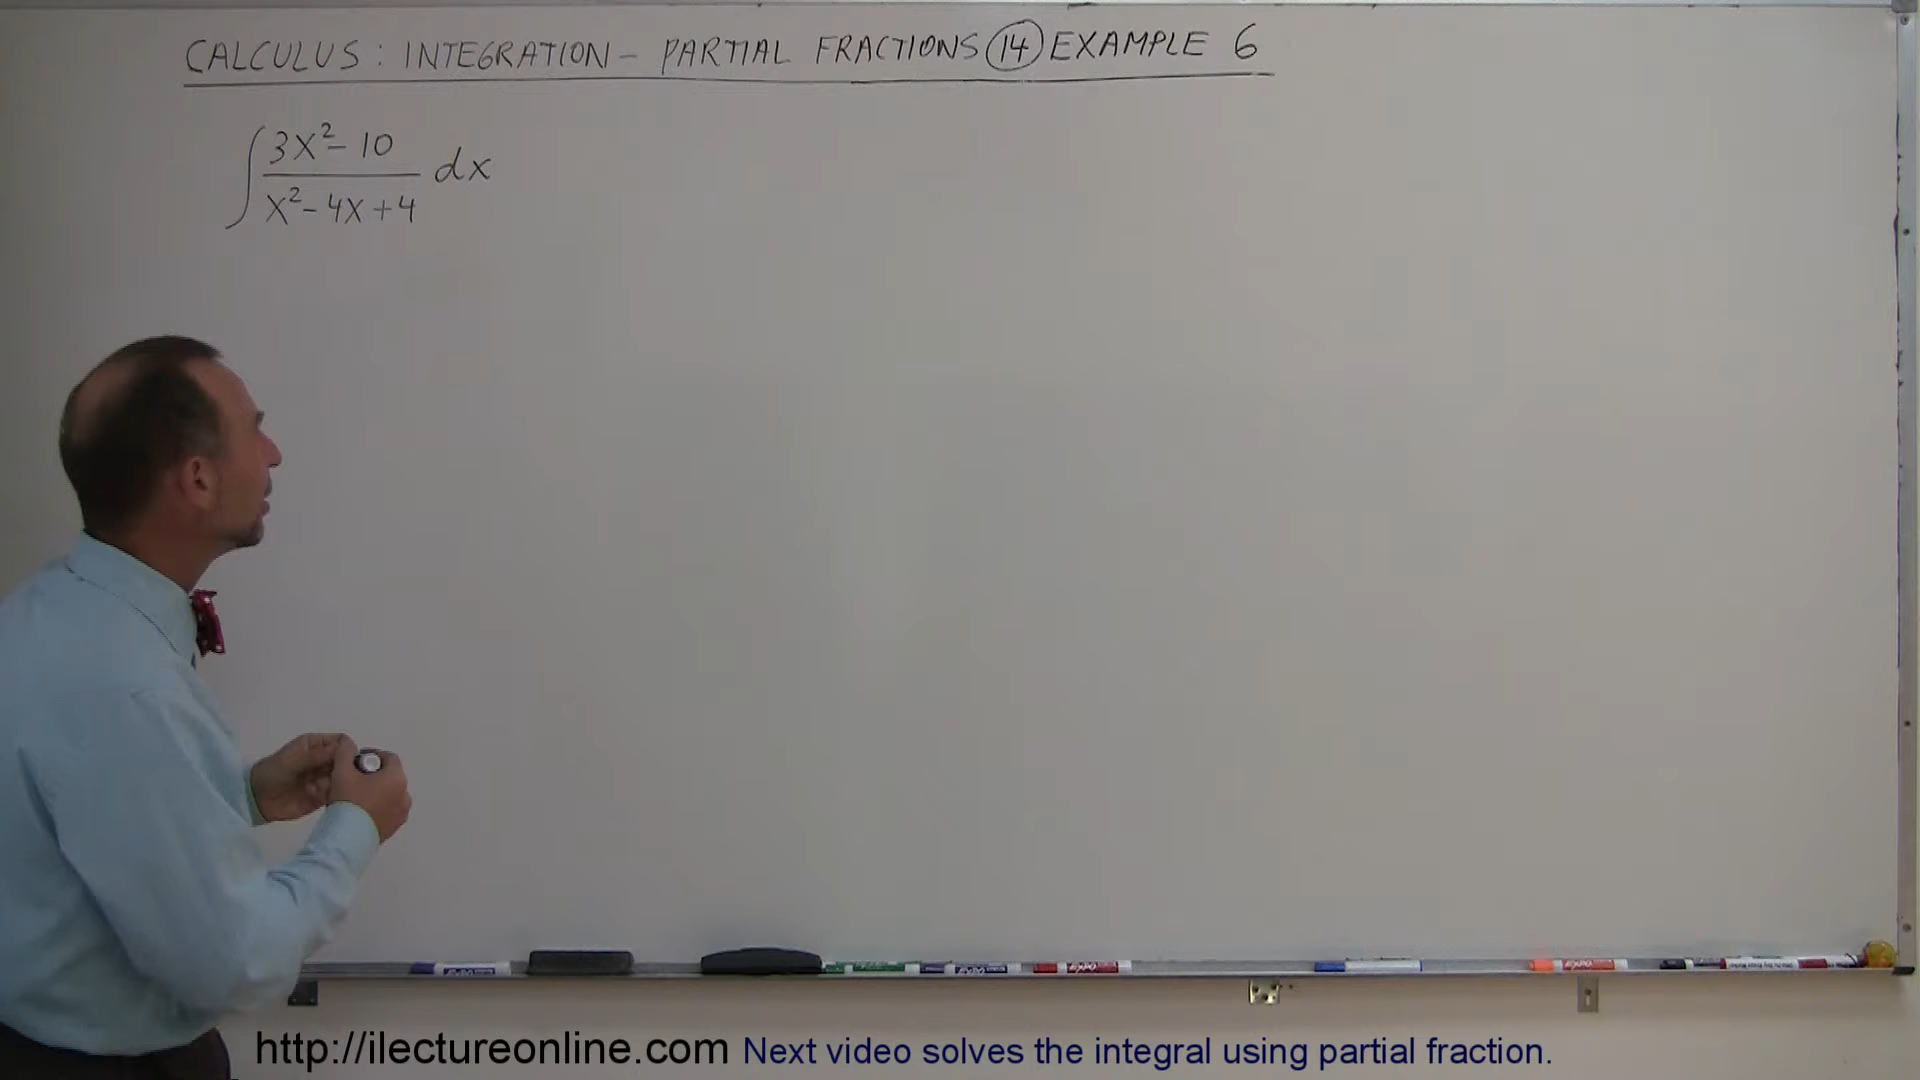 CALCULUS: INTEGRATION – PARTIAL FRACTIONS 14 EXAMPLE 6
∫ (3x² - 10)/(x² - 4x + 4) dx
http://ilectureonline.com Next video solves the integral using partial fraction.